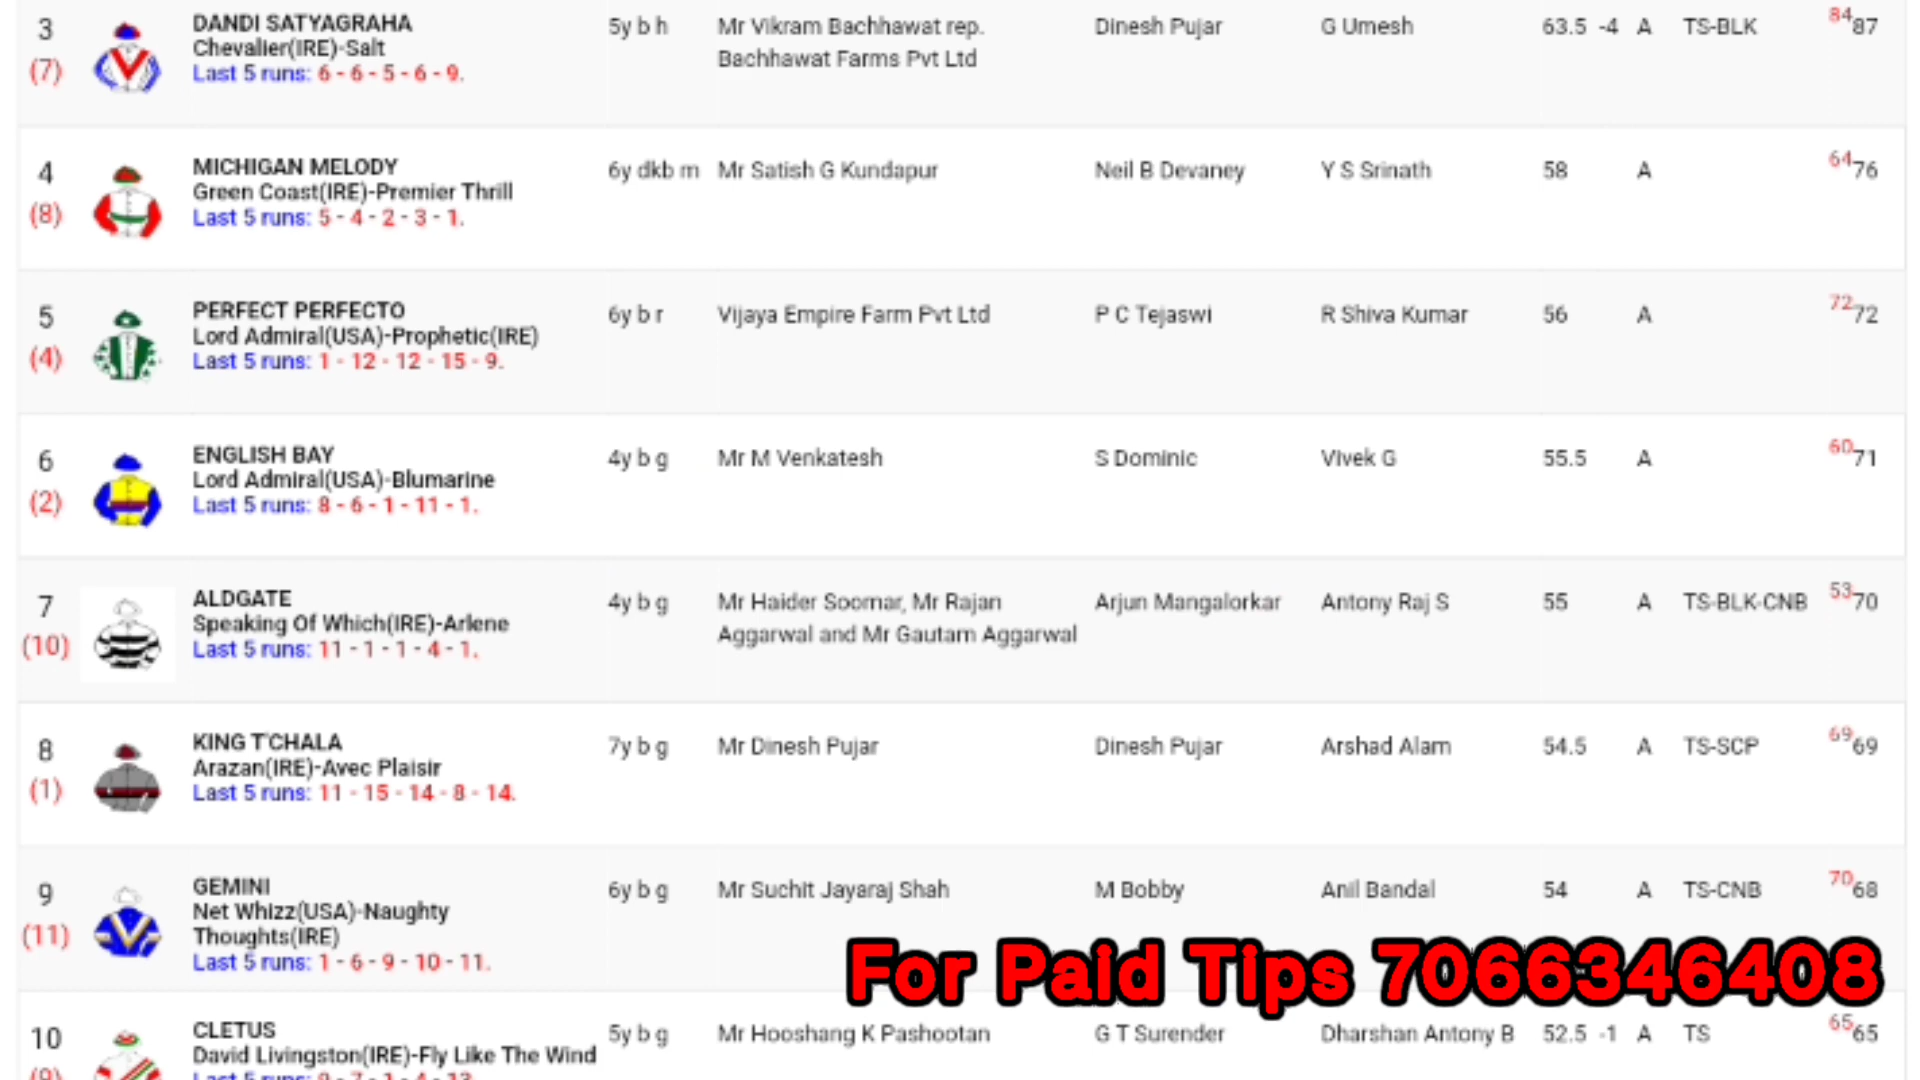 3 DANDI SATYAGRAHA 5y b h Mr Vikram Bachhawat rep. Dinesh Pujar G Umesh 63.5 -4 A TS-BLK 84 87
(7) Chevalier(IRE)-Salt Bachhawat Farms Pvt Ltd
Last 5 runs: 6 - 6 - 5 - 6 - 9.
4 MICHIGAN MELODY 6y dkb m Mr Satish G Kundapur Neil B Devaney Y S Srinath 58 A 64 76
(8) Green Coast(IRE)-Premier Thrill
Last 5 runs: 5 - 4 - 2 - 3 - 1.
5 PERFECT PERFECTO 6y b r Vijaya Empire Farm Pvt Ltd P C Tejaswi R Shiva Kumar 56 A 72 72
(4) Lord Admiral(USA)-Prophetic(IRE)
Last 5 runs: 1 - 12 - 12 - 15 - 9.
6 ENGLISH BAY 4y b g Mr M Venkatesh S Dominic Vivek G 55.5 A 60 71
(2) Lord Admiral(USA)-Blumarine
Last 5 runs: 8 - 6 - 1 - 11 - 1.
7 ALDGATE 4y b g Mr Haider Soomar, Mr Rajan Arjun Mangalorkar Antony Raj S 55 A TS-BLK-CNB 53 70
(10) Speaking Of Which(IRE)-Arlene Aggarwal and Mr Gautam Aggarwal
Last 5 runs: 11 - 1 - 1 - 4 - 1.
8 KING T'CHALA 7y b g Mr Dinesh Pujar Dinesh Pujar Arshad Alam 54.5 A TS-SCP 69 69
(1) Arazan(IRE)-Avec Plaisir
Last 5 runs: 11 - 15 - 14 - 8 - 14.
9 GEMINI 6y b g Mr Suchit Jayaraj Shah M Bobby Anil Bandal 54 A TS-CNB 70 68
(11) Net Whizz(USA)-Naughty
Thoughts(IRE)
Last 5 runs: 1 - 6 - 9 - 10 - 11.
For Paid Tips 7066346408
10 CLETUS 5y b g Mr Hooshang K Pashootan G T Surender Dharshan Antony B 52.5 -1 A TS 65 65
David Livingston(IRE)-Fly Like The Wind
Last 5 runs: